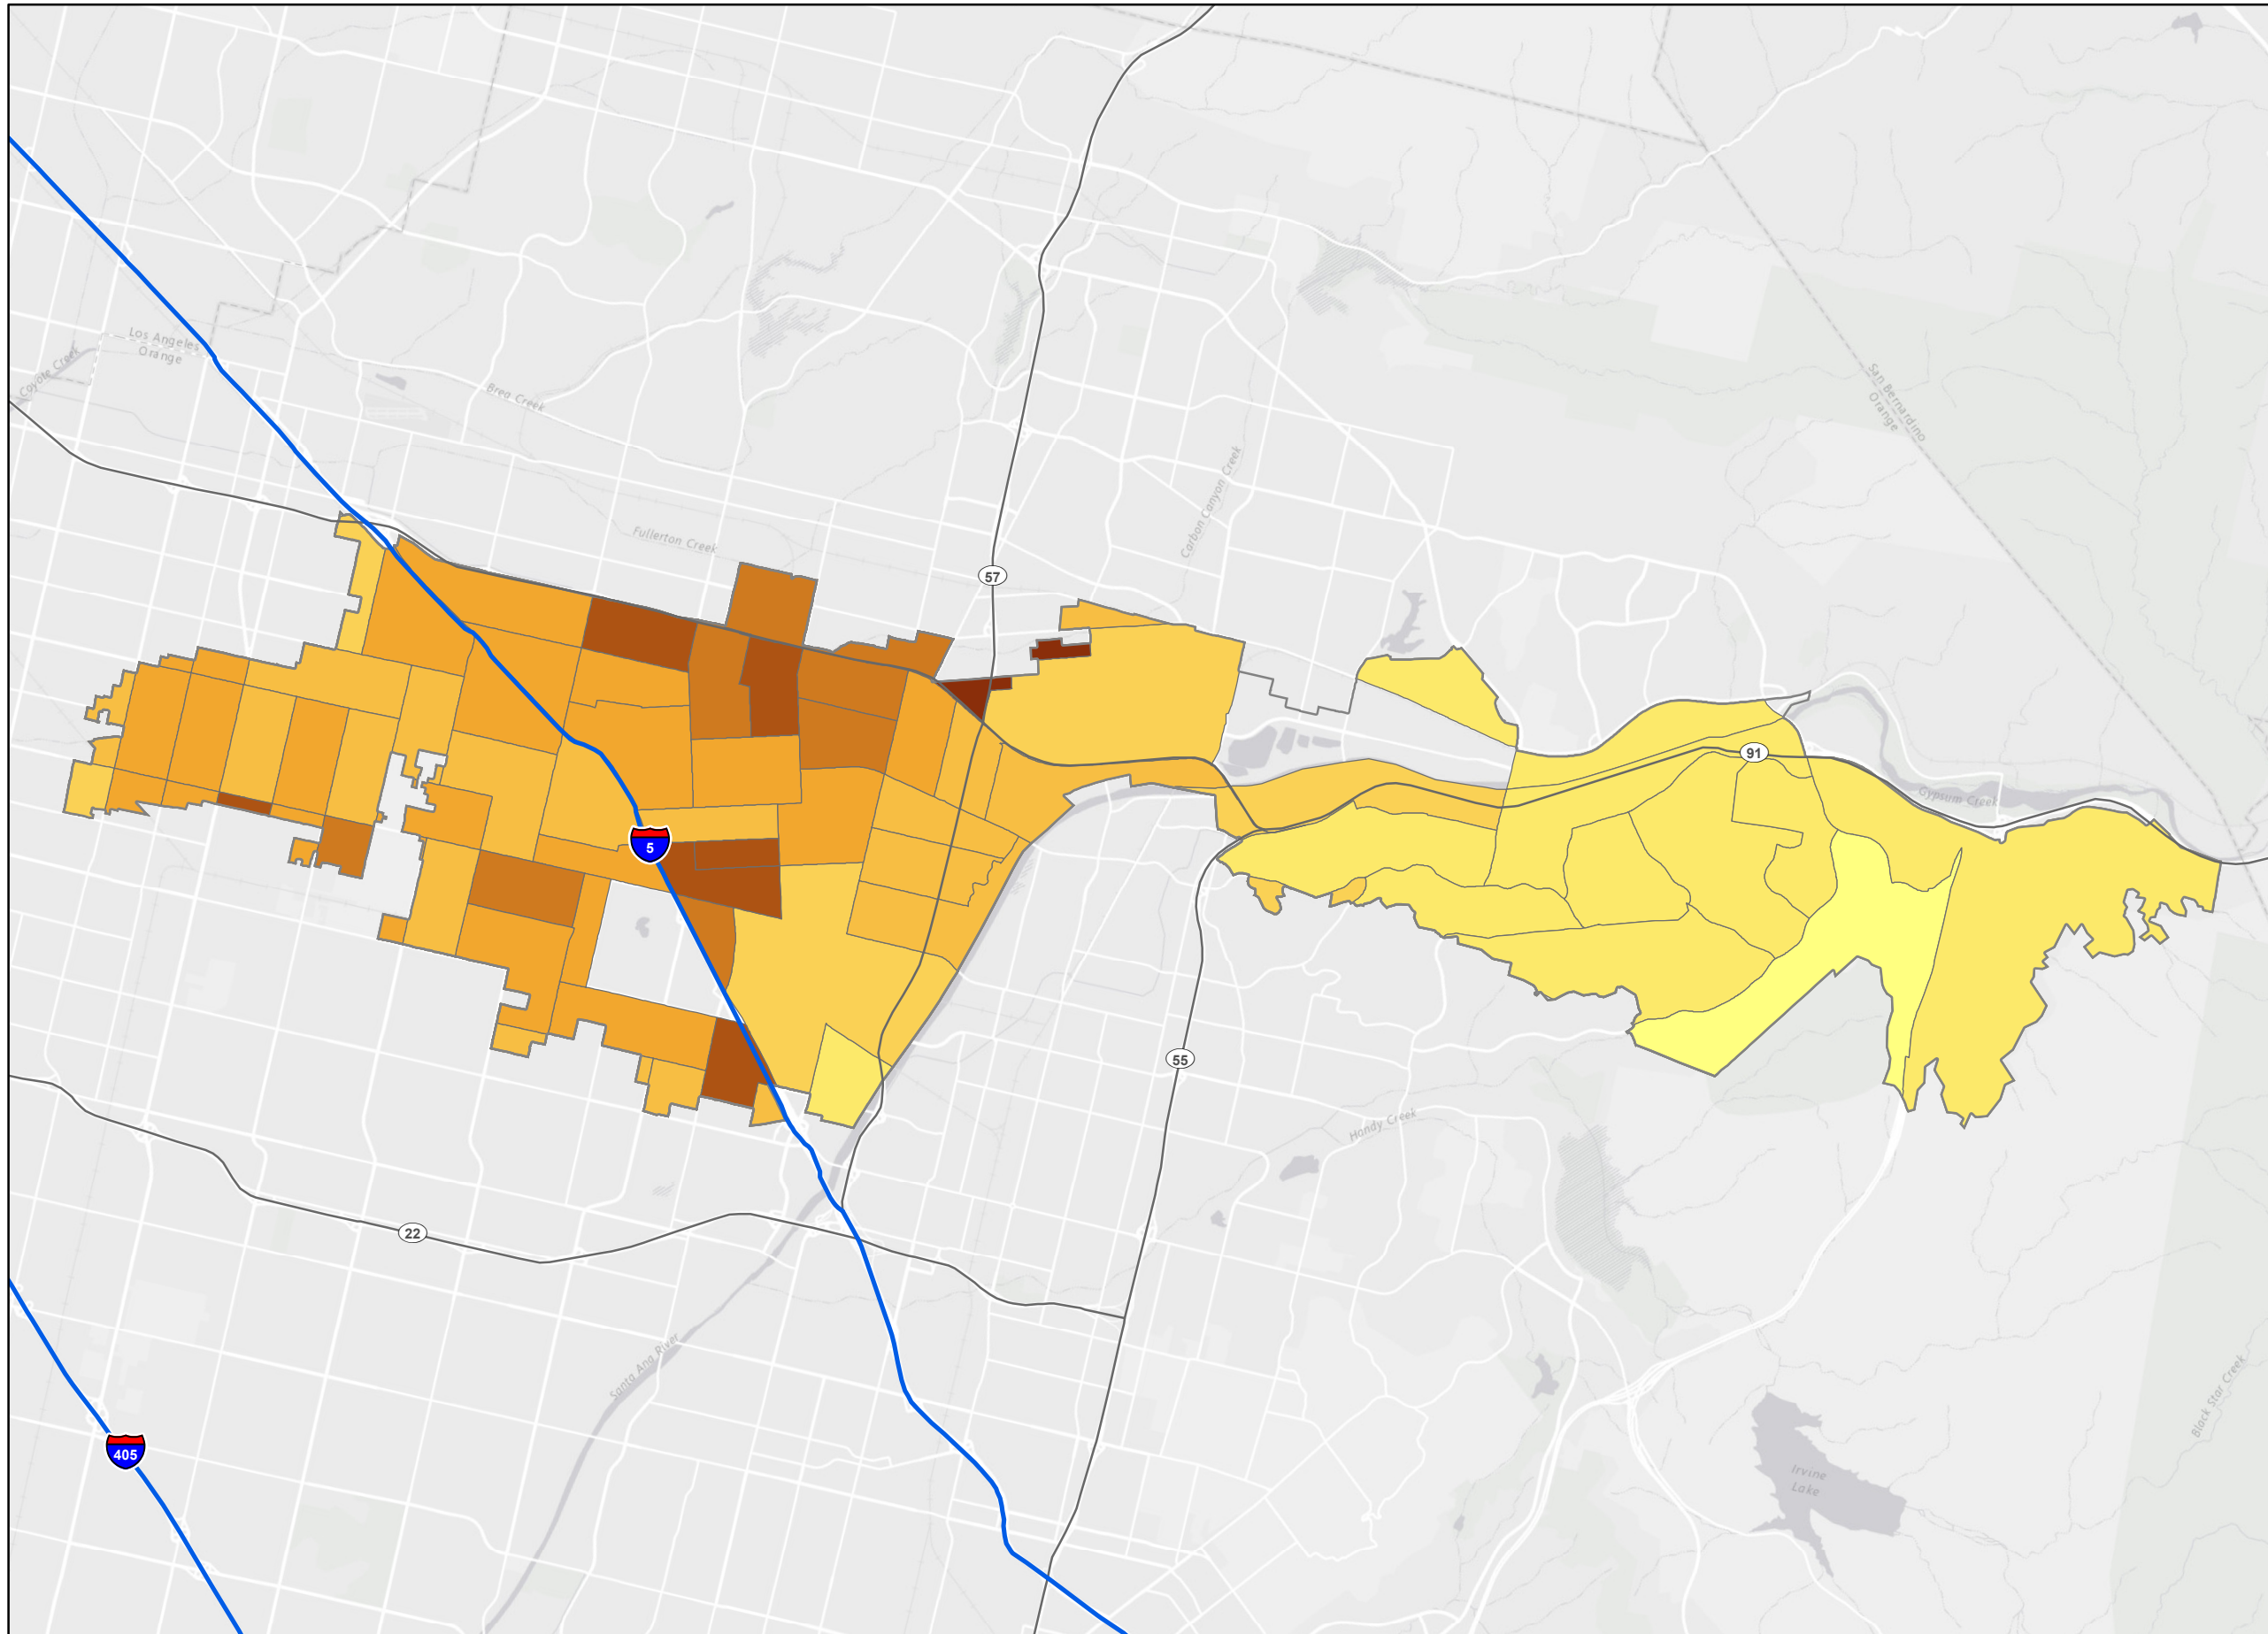 Los Angeles
Orange
Coyote Creek
Brea Creek
San Bernardino
Orange
Carbon Canyon Creek
Fullerton Creek
57
91
Gypsum Creek
5
55
Handy Creek
22
Santa Ana River
Black Star Creek
405
Irvine
Lake